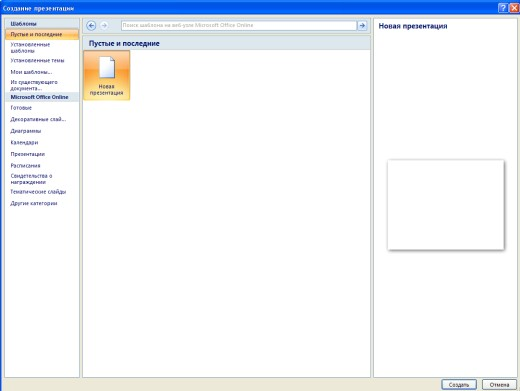 Создание презентации
Шаблоны
Пустые и последние
Установленные
шаблоны
Установленные темы
Мои шаблоны...
Из существующего
документа...
Microsoft Office Online
Готовые
Декоративные слай...
Диаграммы
Календари
Презентации
Расписания
Свидетельства о
награждении
Тематические слайды
Другие категории
Поиск шаблона на веб-узле Microsoft Office Online
Пустые и последние
Новая
презентация
Новая презентация
Создать
Отмена